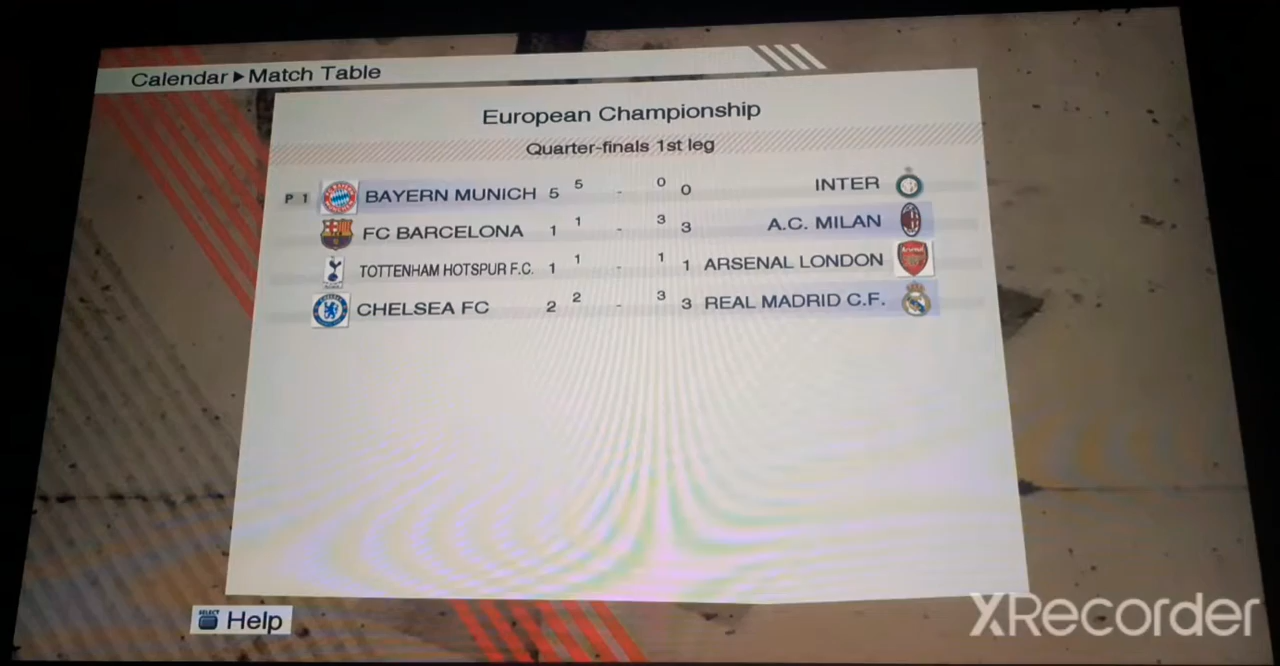 Calendar ▶ Match Table
European Championship
Quarter-finals 1st leg
P 1 BAYERN MUNICH 5 5 - 0 0 INTER
FC BARCELONA 1 1 - 3 3 A.C. MILAN
TOTTENHAM HOTSPUR F.C. 1 1 - 1 1 ARSENAL LONDON
CHELSEA FC 2 2 - 3 3 REAL MADRID C.F.
SELECT Help
XRecorder